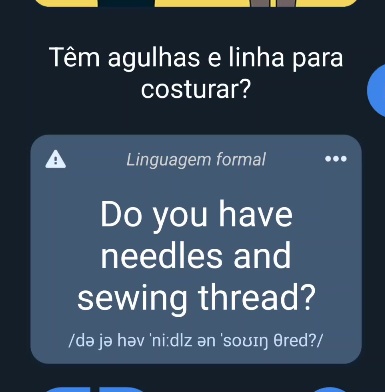 Têm agulhas e linha para
costurar?
Linguagem formal
Do you have
needles and
sewing thread?
/də jə həv ˈniːdlz ən ˈsoʊɪŋ θred?/